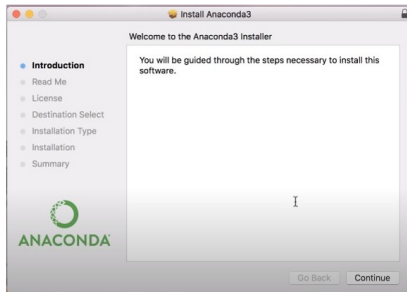 Install Anaconda3
Welcome to the Anaconda3 Installer
Introduction
Read Me
License
Destination Select
Installation Type
Installation
Summary
You will be guided through the steps necessary to install this
software.
ANACONDA
Go Back
Continue